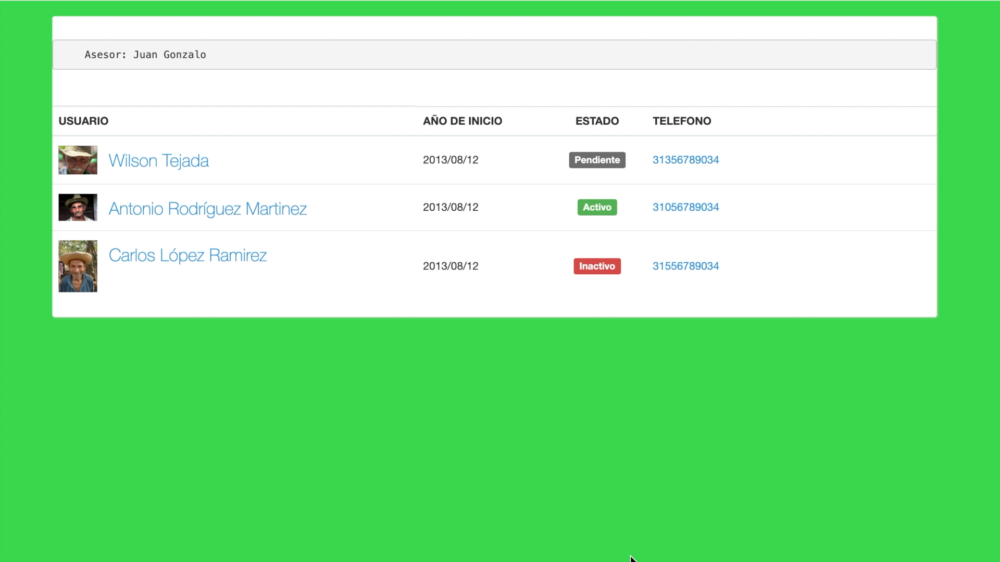 Asesor: Juan Gonzalo
USUARIO AÑO DE INICIO ESTADO TELEFONO
Wilson Tejada 2013/08/12 Pendiente 31356789034
Antonio Rodríguez Martinez 2013/08/12 Activo 31056789034
Carlos López Ramirez 2013/08/12 Inactivo 31556789034